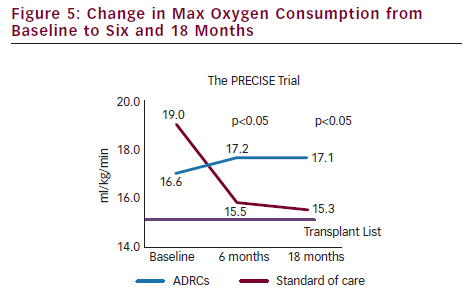 Figure 5: Change in Max Oxygen Consumption from
Baseline to Six and 18 Months
The PRECISE Trial
20.0
19.0
p<0.05
p<0.05
18.0
17.2
17.1
16.6
ml/kg/min
16.0
15.5
15.3
Transplant List
14.0
Baseline
6 months
18 months
ADRCs
Standard of care